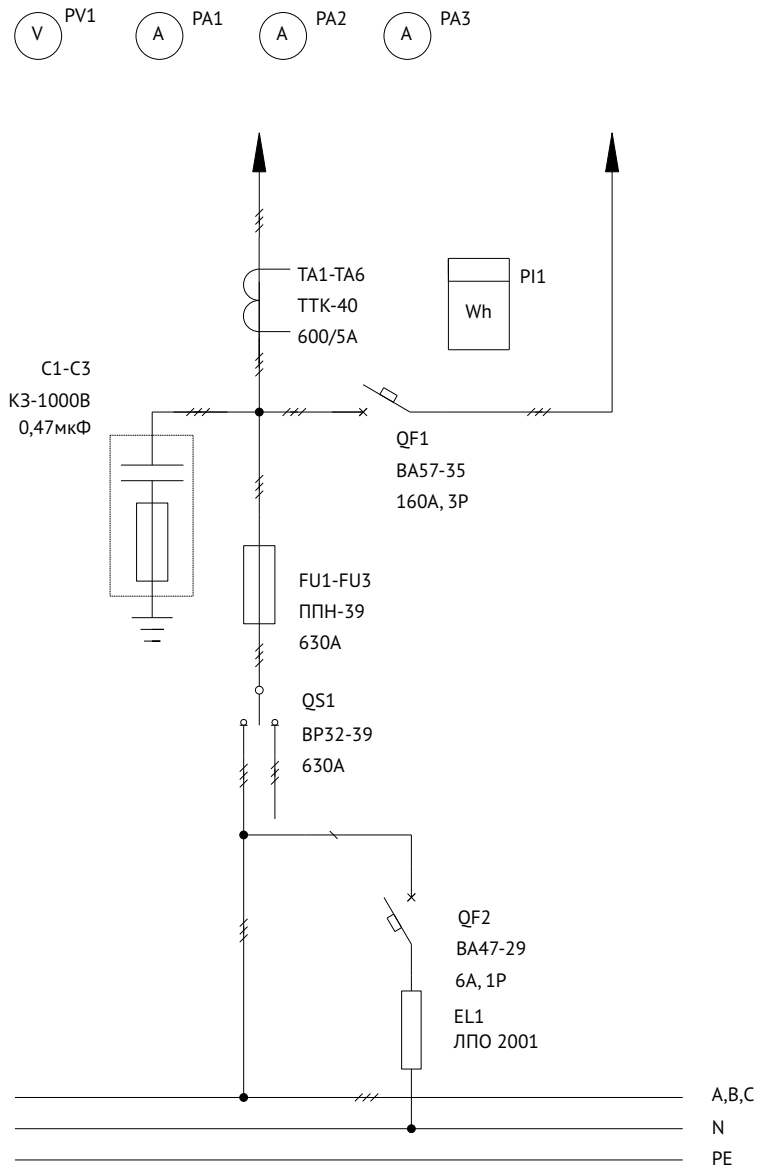 PV1
V
PA1
A
PA2
A
PA3
A
TA1-TA6
ТТК-40
600/5А
PI1
Wh
C1-C3
КЗ-1000В
0,47мкФ
QF1
ВА57-35
160А, 3Р
FU1-FU3
ППН-39
630А
QS1
ВР32-39
630А
QF2
ВА47-29
6А, 1Р
EL1
ЛПО 2001
A,B,C
N
PE